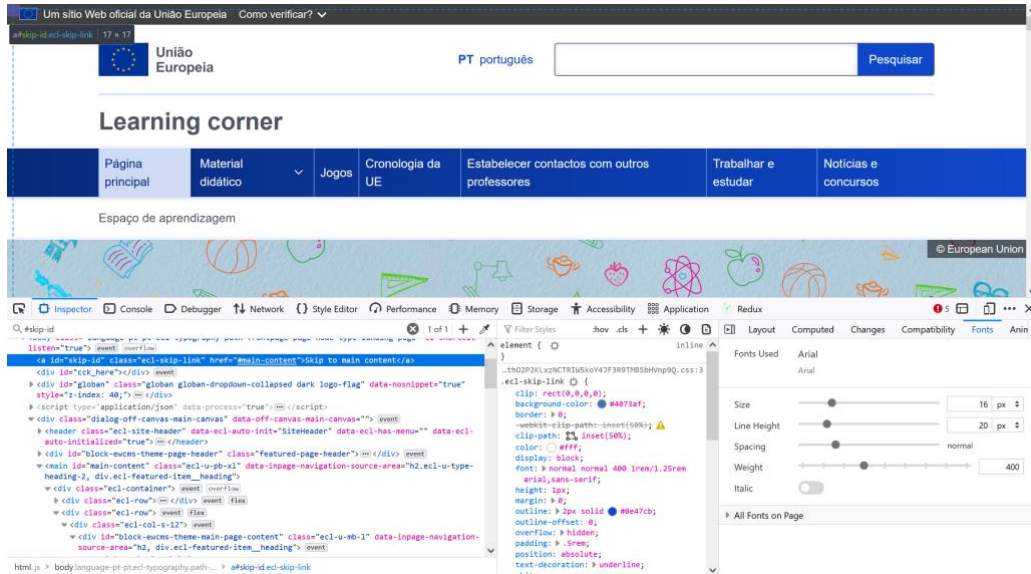 Um sítio Web oficial da União Europeia Como verificar?
a#skip-id.ecl-skip-link 17 × 17
União
Europeia
PT português
Pesquisar
Learning corner
Página
principal
Material
didático
Jogos
Cronologia da
UE
Estabelecer contactos com outros
professores
Trabalhar e
estudar
Notícias e
concursos
Espaço de aprendizagem
© European Union
Inspector Console Debugger Network Style Editor Performance Memory Storage Accessibility Application Redux 5
#skip-id 1 of 1
listen="true"> event overflow
<a id="skip-id" class="ecl-skip-link" href="#main-content">Skip to main content</a>
<div id="cck_here"></div> event
<div id="globan" class="globan globan-dropdown-collapsed dark logo-flag" data-nosnippet="true"
style="z-index: 40;"> </div> event
<script type="application/json" data-process="true"> </script>
<div class="dialog-off-canvas-main-canvas" data-off-canvas-main-canvas=""> event
<header class="ecl-site-header" data-ecl-auto-init="SiteHeader" data-ecl-has-menu="" data-ecl-
auto-initialized="true"> </header>
<div id="block-ewcms-theme-page-header" class="featured-page-header"> </div> event
<main id="main-content" class="ecl-u-pb-xl" data-inpage-navigation-source-area="h2.ecl-u-type-
heading-2, div.ecl-featured-item__heading">
<div class="ecl-container"> event overflow
<div class="ecl-row"> </div> event flex
<div class="ecl-row"> event flex
<div class="ecl-col-s-12"> event
<div id="block-ewcms-theme-main-page-content" class="ecl-u-mb-l" data-inpage-navigation-
source-area="h2, div.ecl-featured-item__heading"> event
html.js > body.language-pt-pt.ecl-typography.path-... > a#skip-id.ecl-skip-link
Filter Styles :hov .cls
element { inline
}
.ecl-skip-link {
clip: rect(0,0,0,0);
background-color: #4073af;
border: 0;
-webkit-clip-path: inset(50%);
clip-path: inset(50%);
color: #fff;
display: block;
font: normal normal 400 1rem/1.25rem
arial,sans-serif;
height: 1px;
margin: 0;
outline: 2px solid #0e47cb;
outline-offset: 0;
overflow: hidden;
padding: .5rem;
position: absolute;
text-decoration: underline;
Layout Computed Changes Compatibility Fonts Anin
Fonts Used Arial
Arial
Size 16 px
Line Height 20 px
Spacing normal
Weight 400
Italic
All Fonts on Page